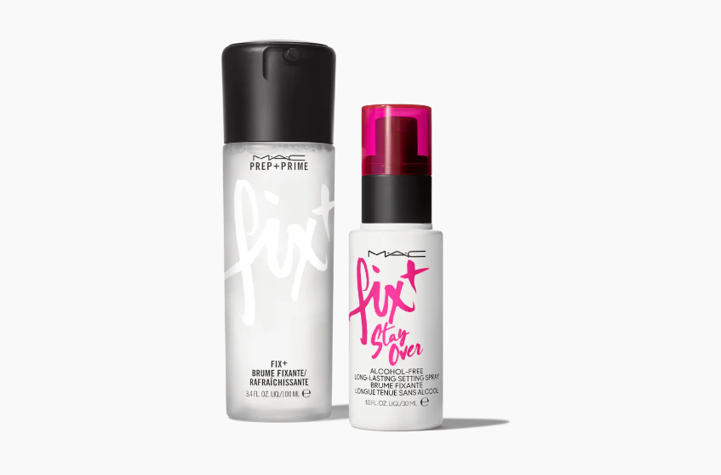 MAC
PREP+PRIME
fix+
FIX+
BRUME FIXANTE/
RAFRAÎCHISSANTE
3.4 FL. OZ. LIQ./100 ML ℮
MAC
fix+
Stay
Over
ALCOHOL-FREE
LONG-LASTING SETTING SPRAY
BRUME FIXANTE
LONGUE TENUE SANS ALCOOL
1.0 FL. OZ. LIQ./30 ML ℮